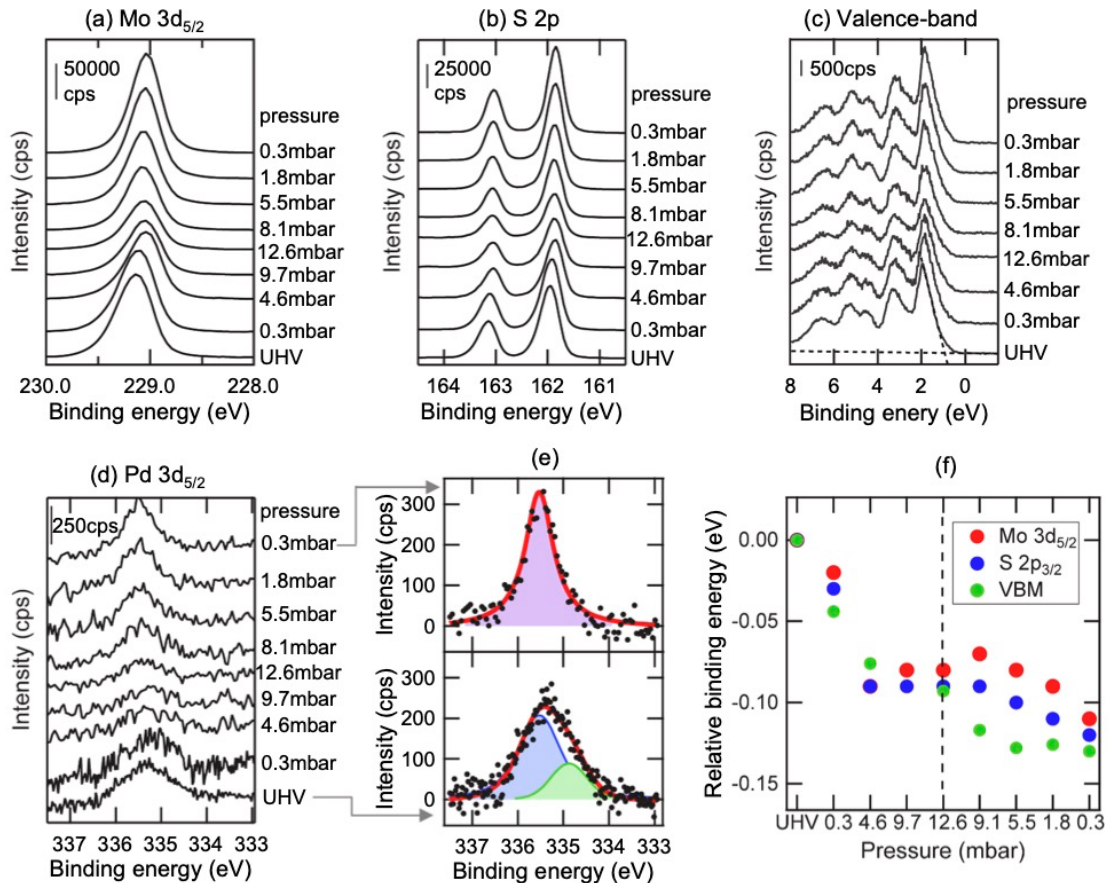 (a) Mo 3d5/2
50000
cps
pressure
0.3mbar
1.8mbar
5.5mbar
8.1mbar
12.6mbar
9.7mbar
4.6mbar
0.3mbar
UHV
Intensity (cps)
230.0 229.0 228.0
Binding energy (eV)
(b) S 2p
25000
cps
pressure
0.3mbar
1.8mbar
5.5mbar
8.1mbar
12.6mbar
9.7mbar
4.6mbar
0.3mbar
UHV
Intensity (cps)
164 163 162 161
Binding energy (eV)
(c) Valence-band
500cps
pressure
0.3mbar
1.8mbar
5.5mbar
8.1mbar
12.6mbar
4.6mbar
0.3mbar
UHV
Intensity (cps)
8 6 4 2 0
Binding enery (eV)
(d) Pd 3d5/2
250cps
pressure
0.3mbar
1.8mbar
5.5mbar
8.1mbar
12.6mbar
9.7mbar
4.6mbar
0.3mbar
UHV
Intensity (cps)
337 336 335 334 333
Binding energy (eV)
(e)
300
200
100
0
Intensity (cps)
300
200
100
0
Intensity (cps)
337 336 335 334 333
Binding energy (eV)
(f)
Mo 3d5/2
S 2p3/2
VBM
0.00
-0.05
-0.10
-0.15
Relative binding energy (eV)
UHV 0.3 4.6 9.7 12.6 9.1 5.5 1.8 0.3
Pressure (mbar)